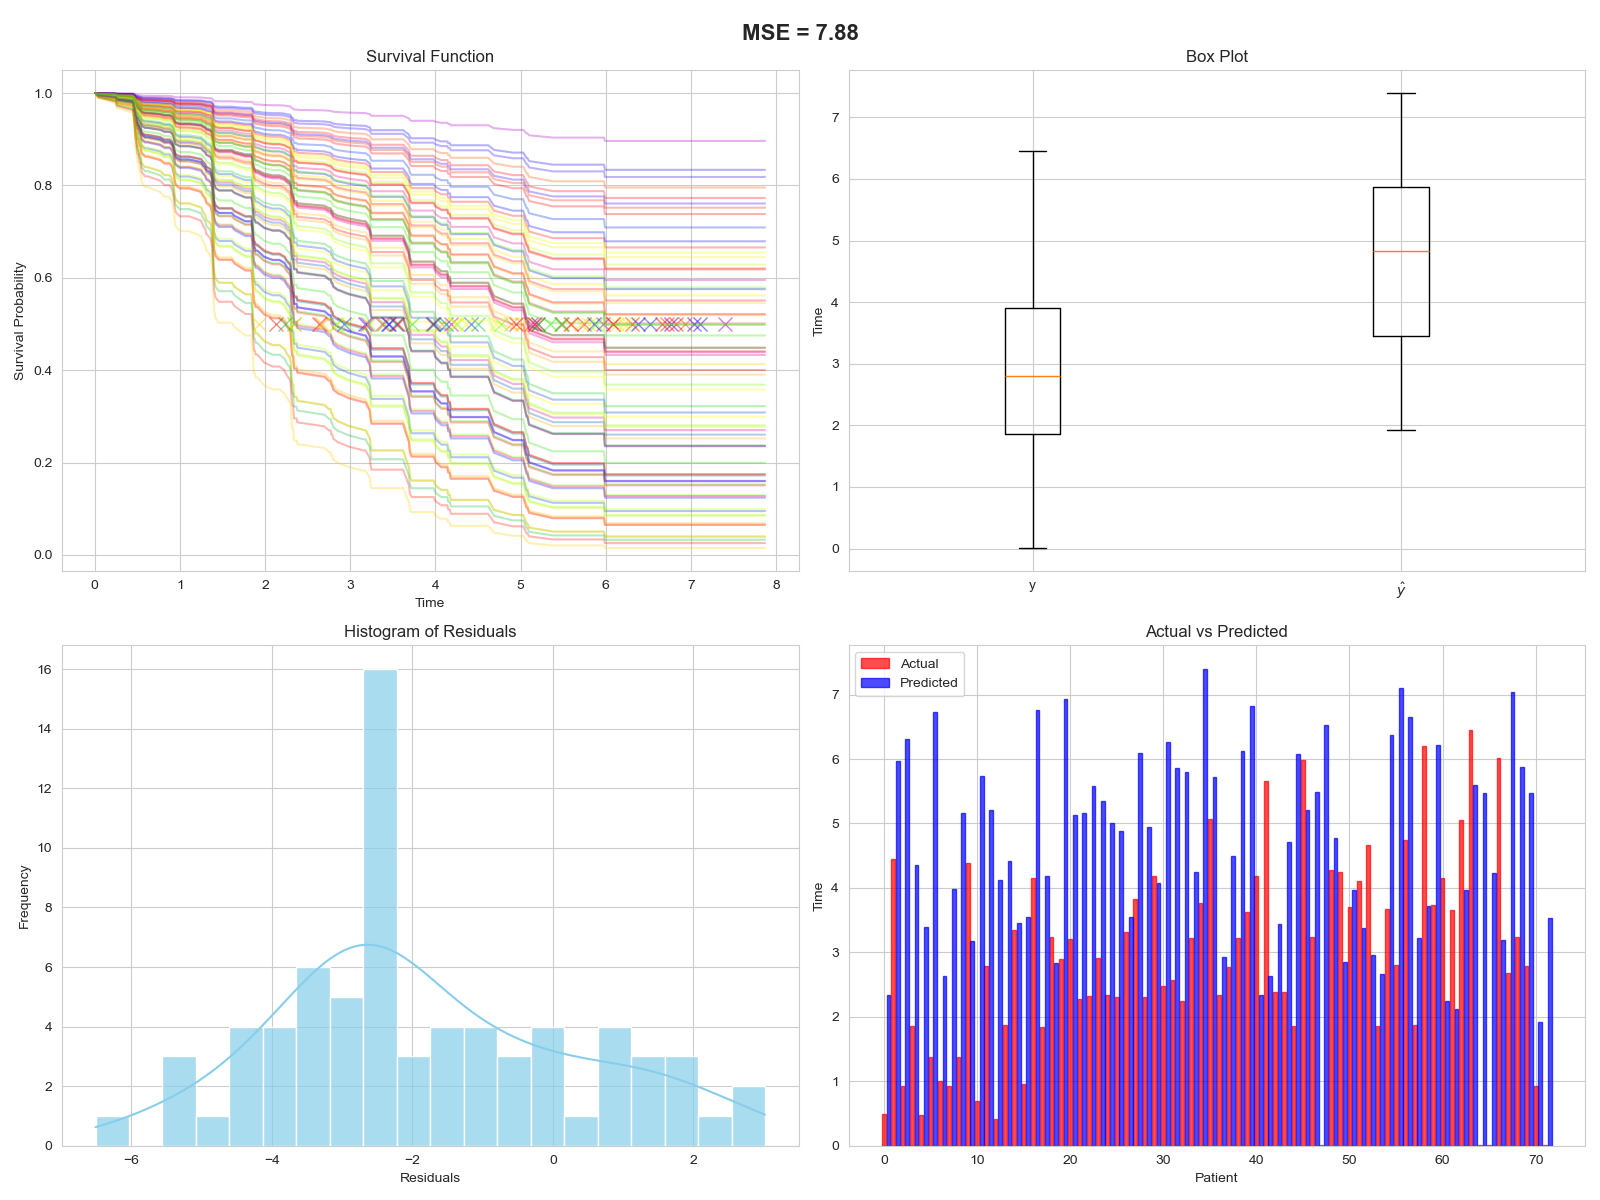 MSE = 7.88
Survival Function
Survival Probability
1.0
0.8
0.6
0.4
0.2
0.0
0 1 2 3 4 5 6 7 8
Time
Box Plot
Time
7
6
5
4
3
2
1
0
y ŷ
Histogram of Residuals
Frequency
16
14
12
10
8
6
4
2
0
−6 −4 −2 0 2
Residuals
Actual vs Predicted
Actual
Predicted
Time
7
6
5
4
3
2
1
0
0 10 20 30 40 50 60 70
Patient